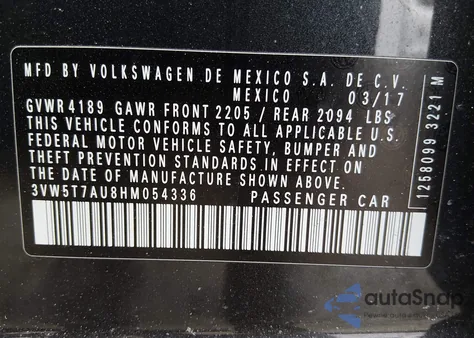 MFD BY VOLKSWAGEN DE MEXICO S.A. DE C.V.
MEXICO 03/17
GVWR 4189 GAWR FRONT 2205 / REAR 2094 LBS
THIS VEHICLE CONFORMS TO ALL APPLICABLE
FEDERAL MOTOR VEHICLE SAFETY, BUMPER AND
THEFT PREVENTION STANDARDS IN EFFECT ON
THE DATE OF MANUFACTURE SHOWN ABOVE.
3VW5T7AU8HM054336 PASSENGER CAR
1258099 3221 M
autoSnap